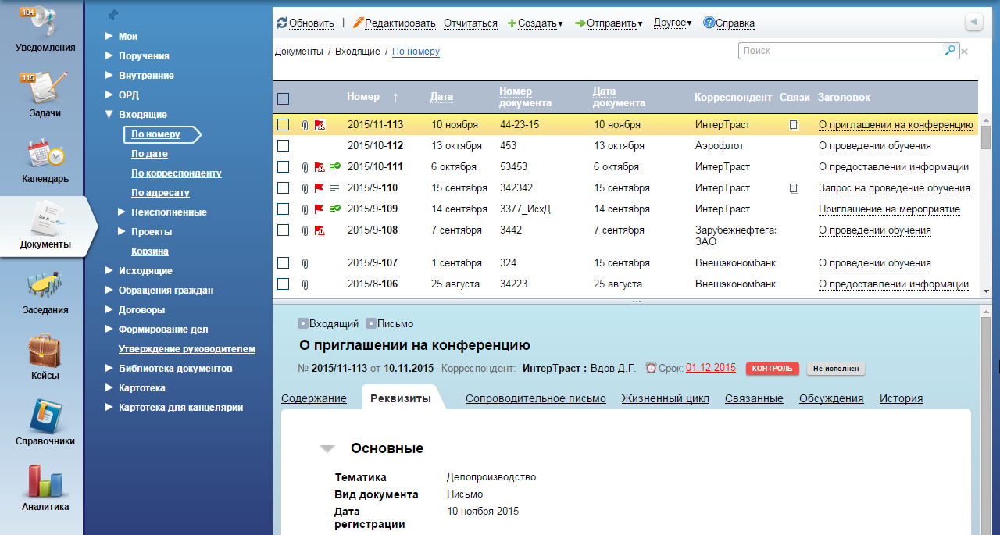 184
Уведомления
115
Задачи
Календарь
Документы
Заседания
Кейсы
Справочники
Аналитика
Мои
Поручения
Внутренние
ОРД
Входящие
По номеру
По дате
По корреспонденту
По адресату
Неисполненные
Проекты
Корзина
Исходящие
Обращения граждан
Договоры
Формирование дел
Утверждение руководителем
Библиотека документов
Картотека
Картотека для канцелярии
Обновить | Редактировать Отчитаться Создать Отправить Другое Справка
Документы / Входящие / По номеру
Поиск
Номер ↑ Дата Номер документа Дата документа Корреспондент Связи Заголовок
2015/11-113 10 ноября 44-23-15 10 ноября ИнтерТраст О приглашении на конференцию
2015/10-112 13 октября 453 13 октября Аэрофлот О проведении обучения
2015/10-111 6 октября 53453 6 октября ИнтерТраст О предоставлении информации
2015/9-110 15 сентября 342342 15 сентября ИнтерТраст Запрос на проведение обучения
2015/9-109 14 сентября 3377_ИсхД 14 сентября ИнтерТраст Приглашение на мероприятие
2015/9-108 7 сентября 3442 7 сентября Зарубежнефтегаз ЗАО О проведении обучения
2015/9-107 1 сентября 324 15 сентября Внешэкономбанк О проведении обучения
2015/8-106 25 августа 34223 25 августа Внешэкономбанк О предоставлении информации
Входящий Письмо
О приглашении на конференцию
№ 2015/11-113 от 10.11.2015 Корреспондент: ИнтерТраст : Вдов Д.Г. Срок: 01.12.2015 КОНТРОЛЬ Не исполнен
Содержание Реквизиты Сопроводительное письмо Жизненный цикл Связанные Обсуждения История
Основные
Тематика Делопроизводство
Вид документа Письмо
Дата регистрации 10 ноября 2015